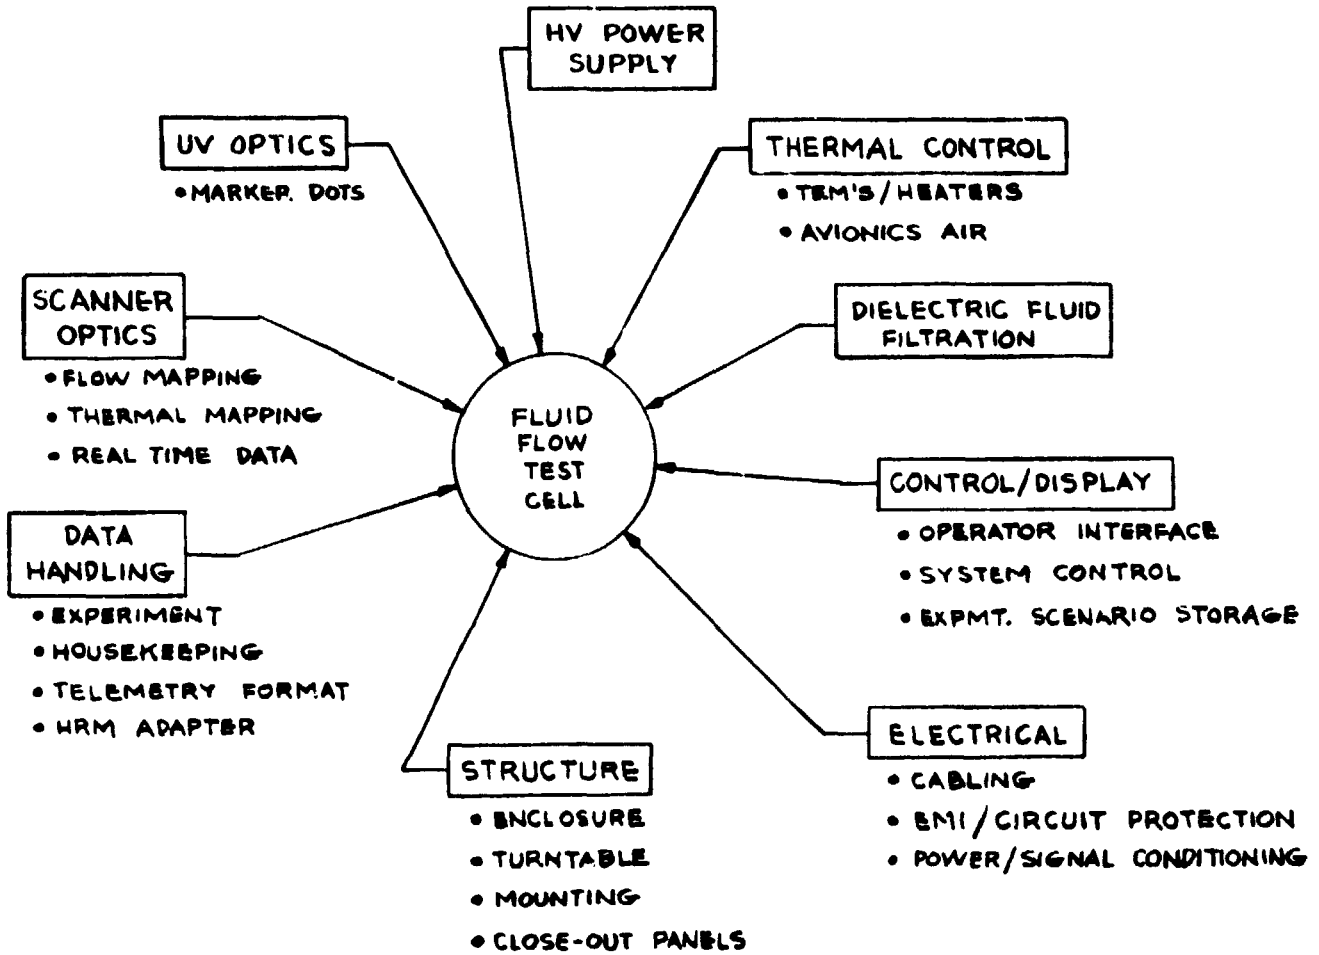 HV POWER
SUPPLY
UV OPTICS
• MARKER. DOTS
THERMAL CONTROL
• TEM'S/HEATERS
• AVIONICS AIR
SCANNER
OPTICS
• FLOW MAPPING
• THERMAL MAPPING
• REAL TIME DATA
DIELECTRIC FLUID
FILTRATION
FLUID
FLOW
TEST
CELL
CONTROL/DISPLAY
• OPERATOR INTERFACE
• SYSTEM CONTROL
• EXPMT. SCENARIO STORAGE
DATA
HANDLING
• EXPERIMENT
• HOUSEKEEPING
• TELEMETRY FORMAT
• HRM ADAPTER
STRUCTURE
• ENCLOSURE
• TURNTABLE
• MOUNTING
• CLOSE-OUT PANELS
ELECTRICAL
• CABLING
• EMI/CIRCUIT PROTECTION
• POWER/SIGNAL CONDITIONING